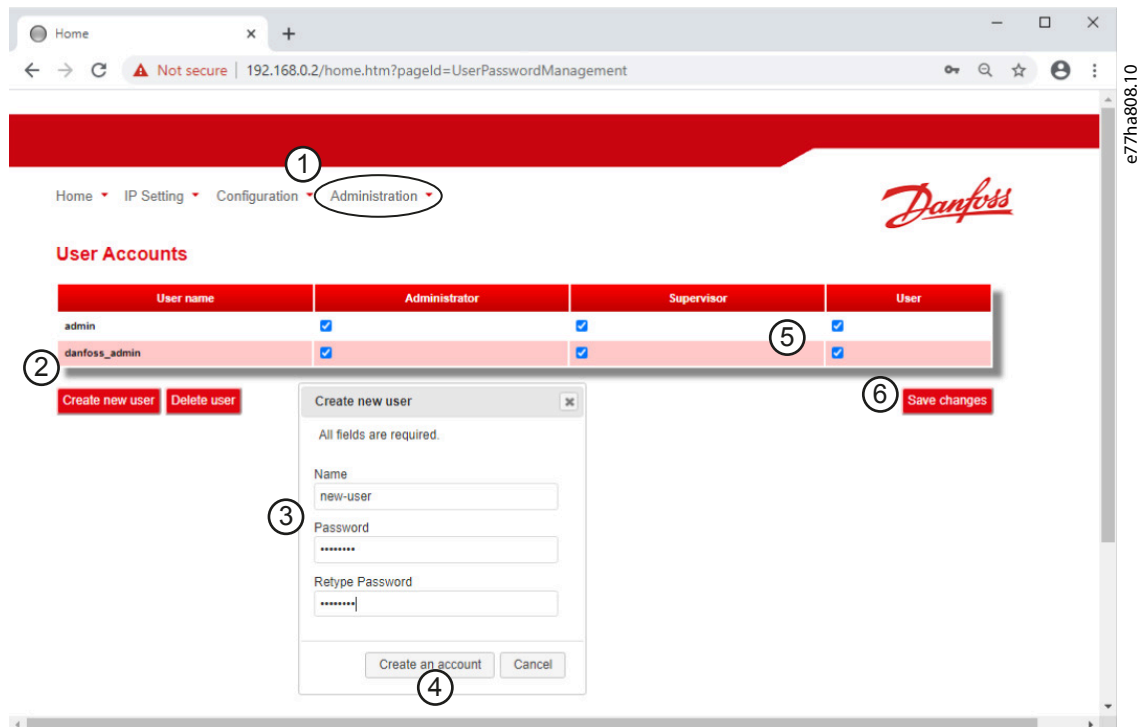 Home
Not secure | 192.168.0.2/home.htm?pageId=UserPasswordManagement
e77ha808.10
1
Home IP Setting Configuration Administration
Danfoss
User Accounts
User name Administrator Supervisor User
admin
5
danfoss_admin
2
Create new user Delete user
6 Save changes
Create new user
All fields are required.
Name
new-user
3
Password
••••••••
Retype Password
••••••••
Create an account Cancel
4